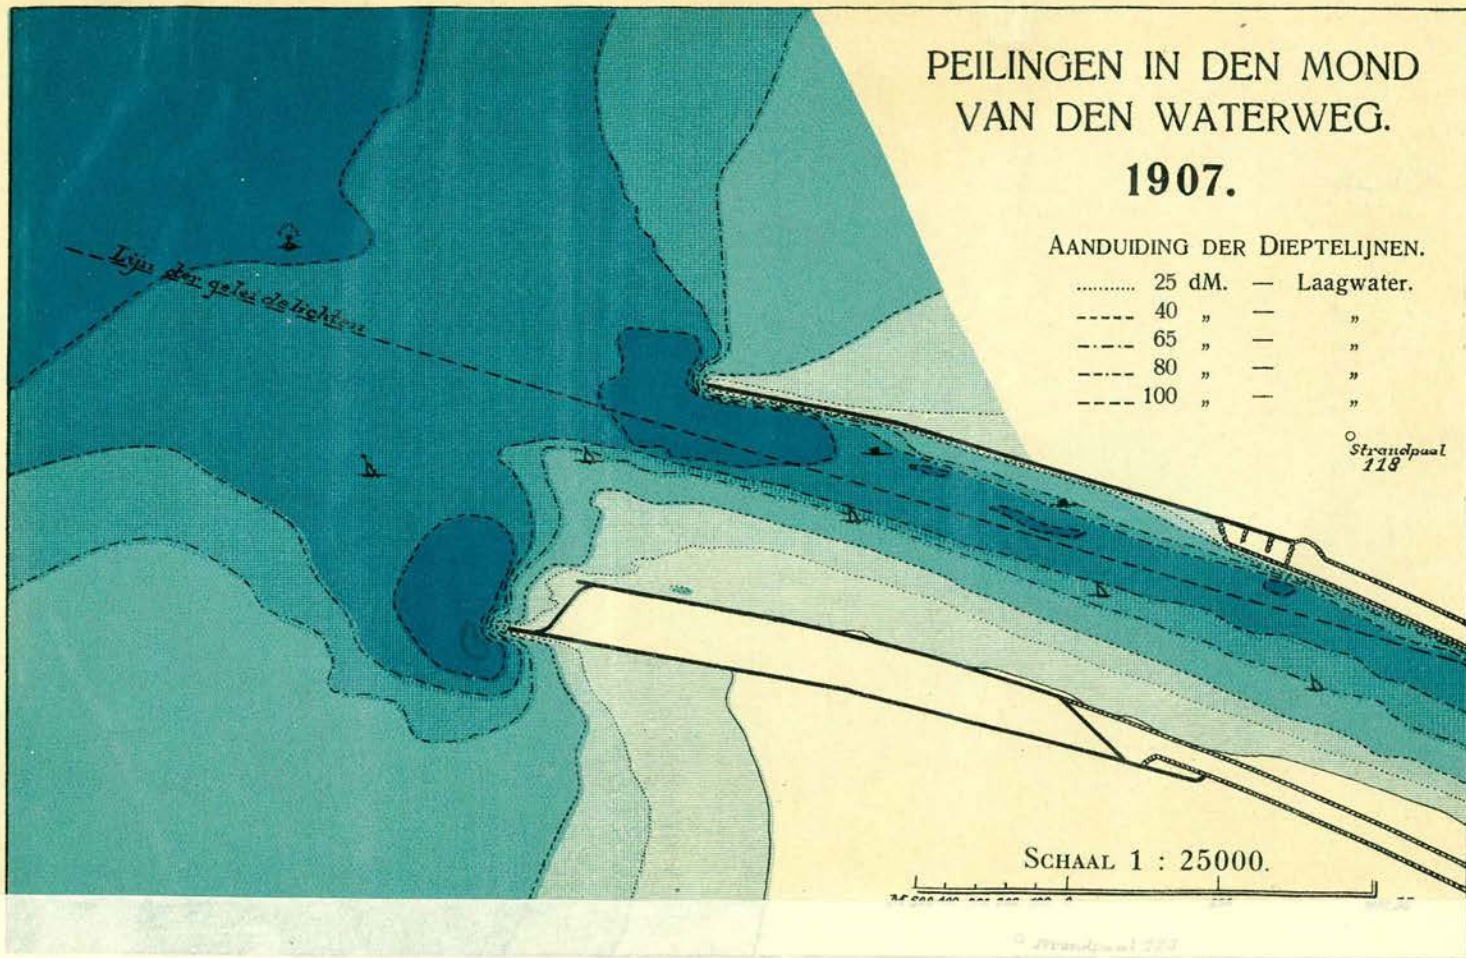 PEILINGEN IN DEN MOND
VAN DEN WATERWEG.
1907.
AANDUIDING DER DIEPTELIJNEN.
............ 25 dM. — Laagwater.
----- 40 „ — „
—·—·— 65 „ — „
—·—·— 80 „ — „
----- 100 „ — „
Lijn der geleidelichten
Strandpaal
118
SCHAAL 1 : 25000.
Strandpaal